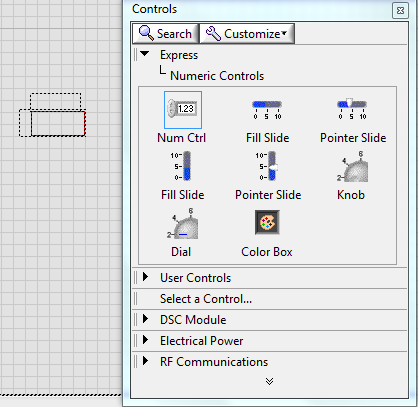 Controls
Search Customize
Express
Numeric Controls
1.23
0 5 10
0 5 10
Num Ctrl Fill Slide Pointer Slide
10-
5-
0-
10-
5-
0-
4 6
2
Fill Slide Pointer Slide Knob
4 6
2
Dial Color Box
User Controls
Select a Control...
DSC Module
Electrical Power
RF Communications